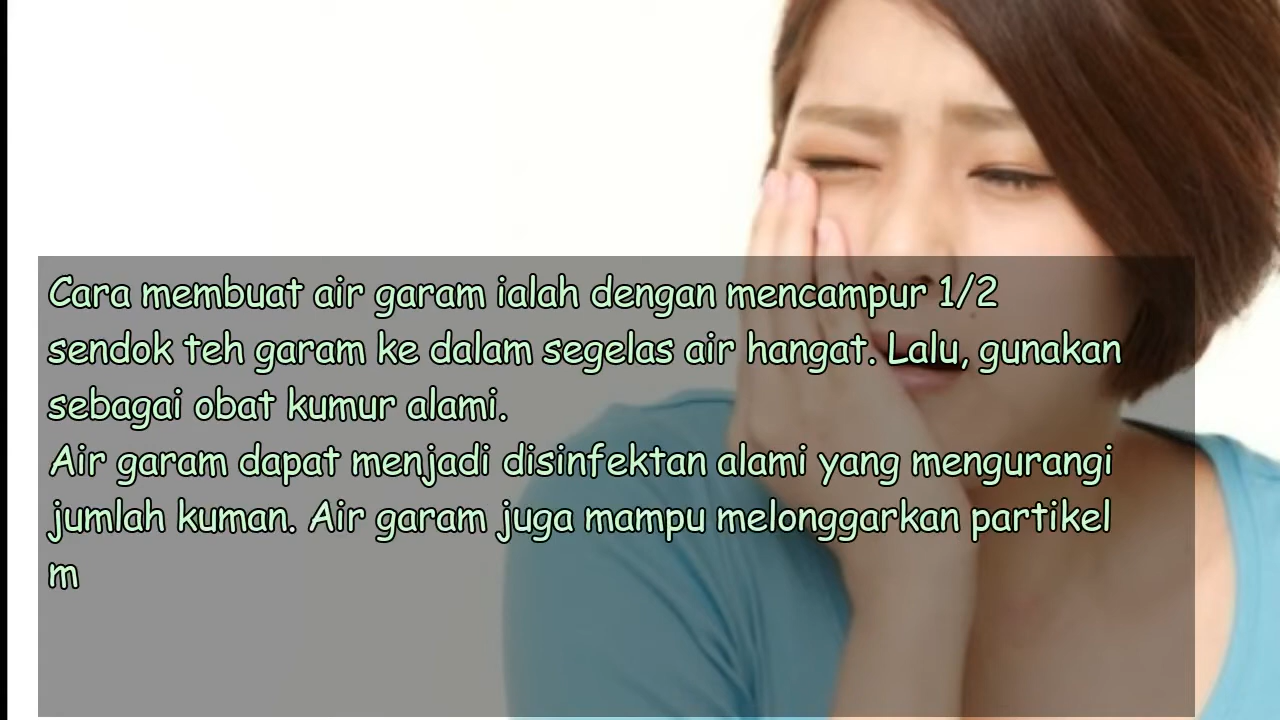 Cara membuat air garam ialah dengan mencampur 1/2
sendok teh garam ke dalam segelas air hangat. Lalu, gunakan
sebagai obat kumur alami.
Air garam dapat menjadi disinfektan alami yang mengurangi
jumlah kuman. Air garam juga mampu melonggarkan partikel
m